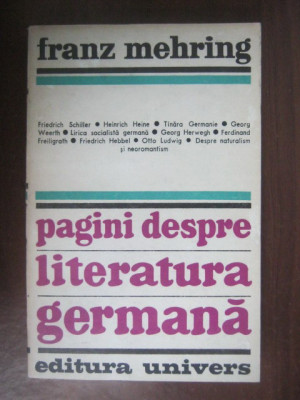 franz mehring
Friedrich Schiller ● Heinrich Heine ● Tînăra Germanie ● Georg
Weerth ● Lirica socialistă germană ● Georg Herwegh ● Ferdinand
Freiligrath ● Friedrich Hebbel ● Otto Ludwig ● Despre naturalism
și neoromantism
pagini despre
literatura
germană
editura univers